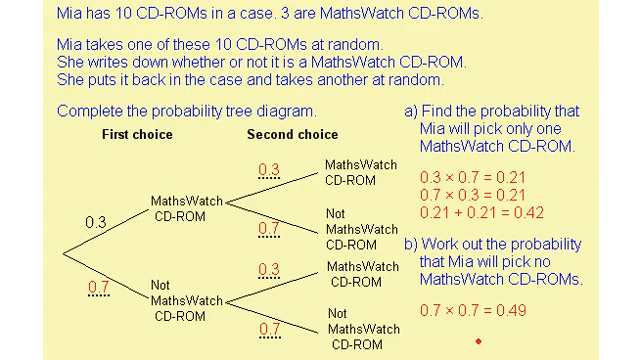 Mia has 10 CD-ROMs in a case. 3 are MathsWatch CD-ROMs.
Mia takes one of these 10 CD-ROMs at random.
She writes down whether or not it is a MathsWatch CD-ROM.
She puts it back in the case and takes another at random.
Complete the probability tree diagram.
First choice
Second choice
0.3
MathsWatch
CD-ROM
0.7
Not
MathsWatch
CD-ROM
0.3
MathsWatch
CD-ROM
0.7
Not
MathsWatch
CD-ROM
0.3
MathsWatch
CD-ROM
0.7
Not
MathsWatch
CD-ROM
a) Find the probability that
Mia will pick only one
MathsWatch CD-ROM.
0.3 × 0.7 = 0.21
0.7 × 0.3 = 0.21
0.21 + 0.21 = 0.42
b) Work out the probability
that Mia will pick no
MathsWatch CD-ROMs.
0.7 × 0.7 = 0.49